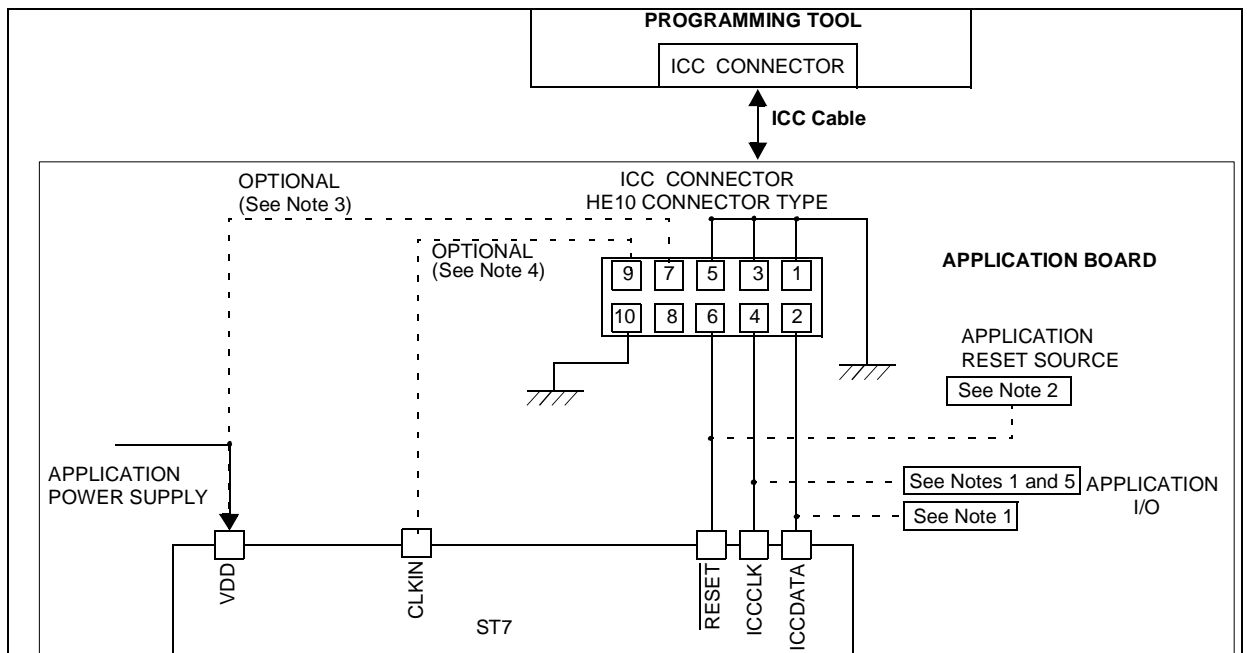 PROGRAMMING TOOL
ICC CONNECTOR
ICC Cable
OPTIONAL
(See Note 3)
ICC CONNECTOR
HE10 CONNECTOR TYPE
OPTIONAL
(See Note 4)
9 7 5 3 1
10 8 6 4 2
APPLICATION BOARD
APPLICATION
RESET SOURCE
See Note 2
APPLICATION
POWER SUPPLY
See Notes 1 and 5
See Note 1
APPLICATION
I/O
VDD
CLKIN
RESET
ICCCLK
ICCDATA
ST7